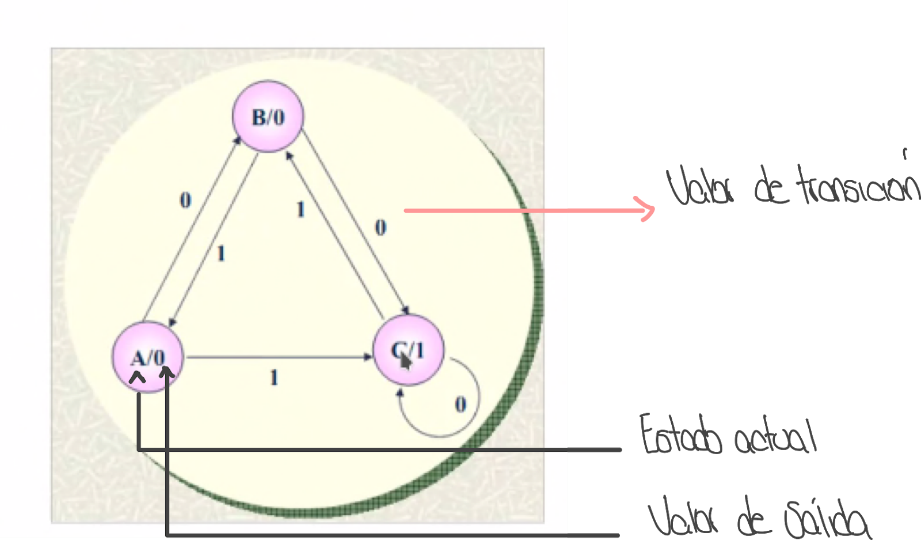 B/0
0
1
1
0
Valor de transición
A/0
C/1
1
0
Estado actual
Valor de Salida